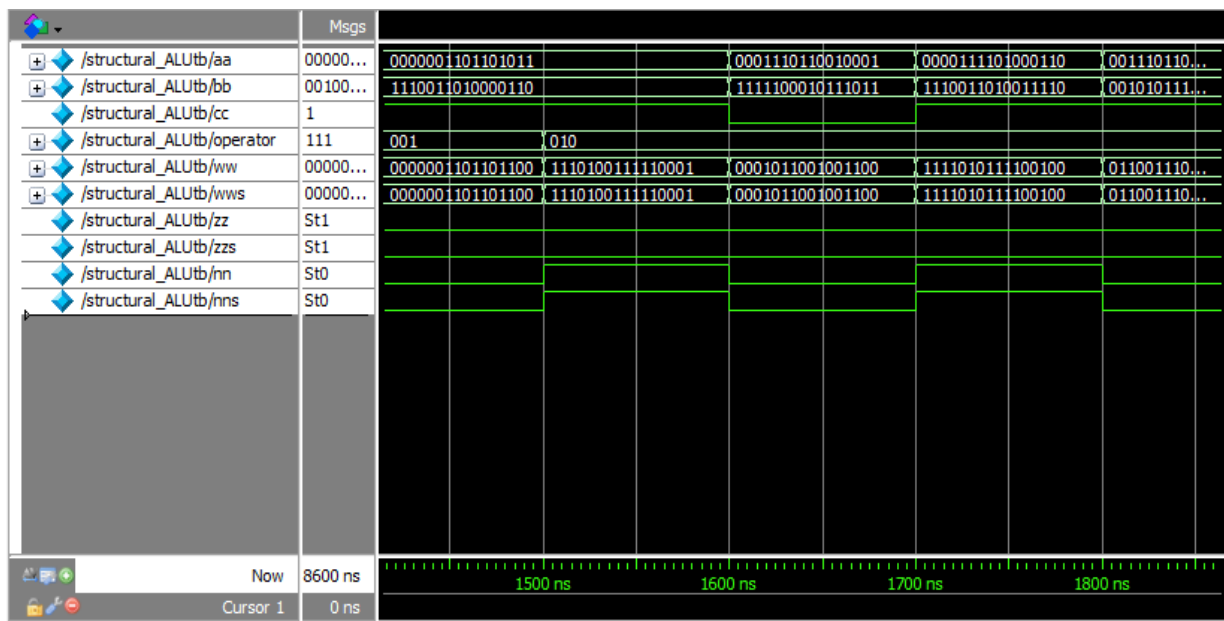 Msgs
/structural_ALUtb/aa 00000... 0000001101101011 0001110110010001 0000111101000110 001110110...
/structural_ALUtb/bb 00100... 1110011010000110 1111100010111011 1110011010011110 001010111...
/structural_ALUtb/cc 1
/structural_ALUtb/operator 111 001 010
/structural_ALUtb/ww 00000... 0000001101101100 1110100111110001 0001011001001100 1111010111100100 011001110...
/structural_ALUtb/wws 00000... 0000001101101100 1110100111110001 0001011001001100 1111010111100100 011001110...
/structural_ALUtb/zz St1
/structural_ALUtb/zzs St1
/structural_ALUtb/nn St0
/structural_ALUtb/nns St0
Now 8600 ns
1500 ns 1600 ns 1700 ns 1800 ns
Cursor 1 0 ns